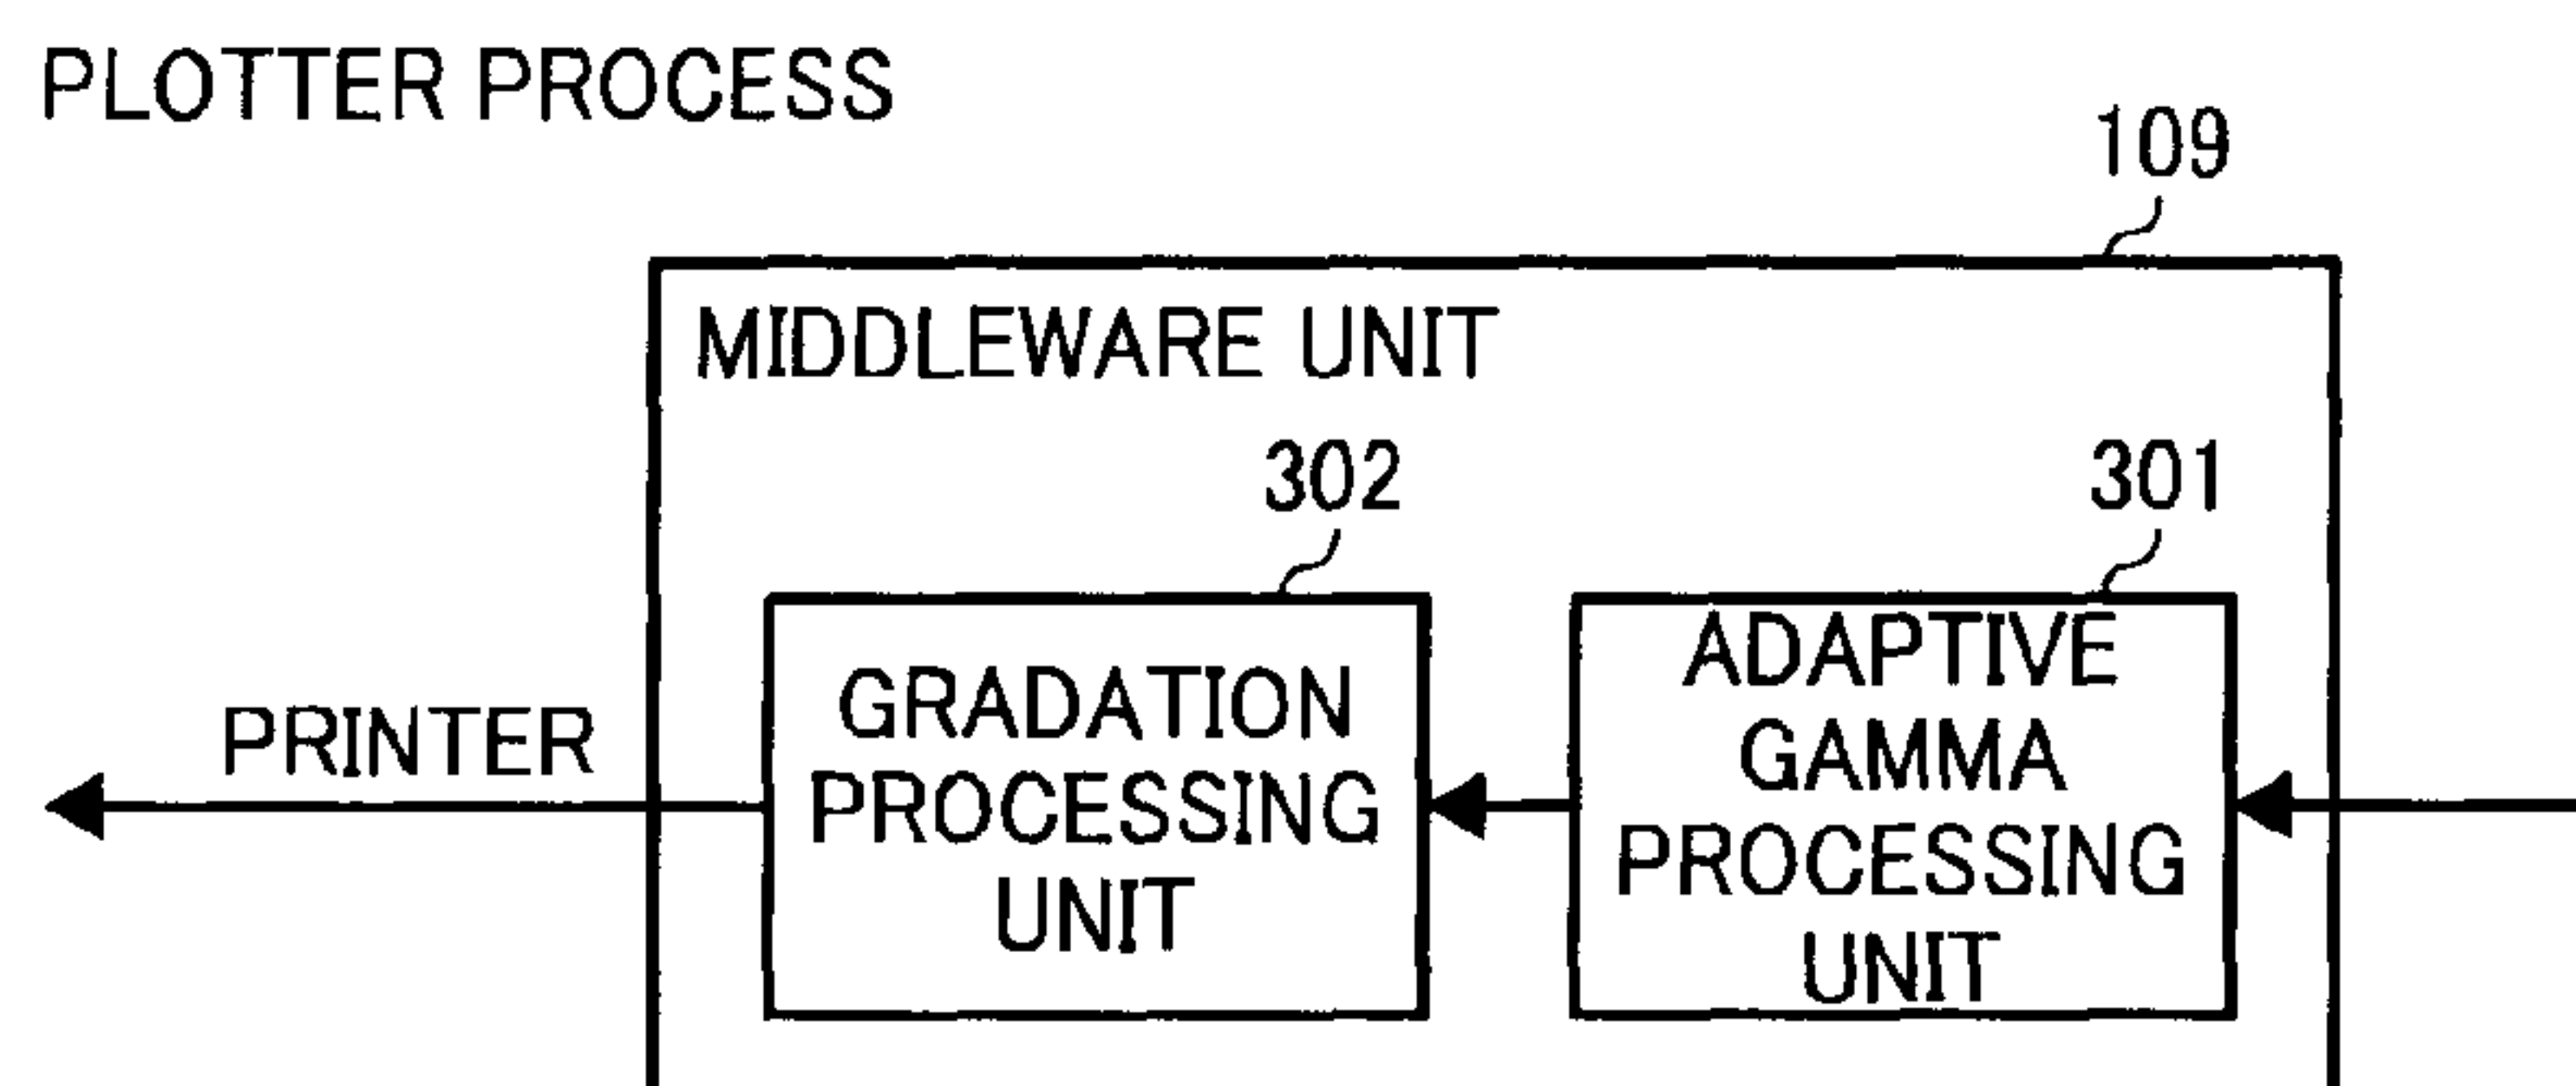 PLOTTER PROCESS
109
MIDDLEWARE UNIT
302
301
PRINTER
GRADATION
PROCESSING
UNIT
ADAPTIVE
GAMMA
PROCESSING
UNIT